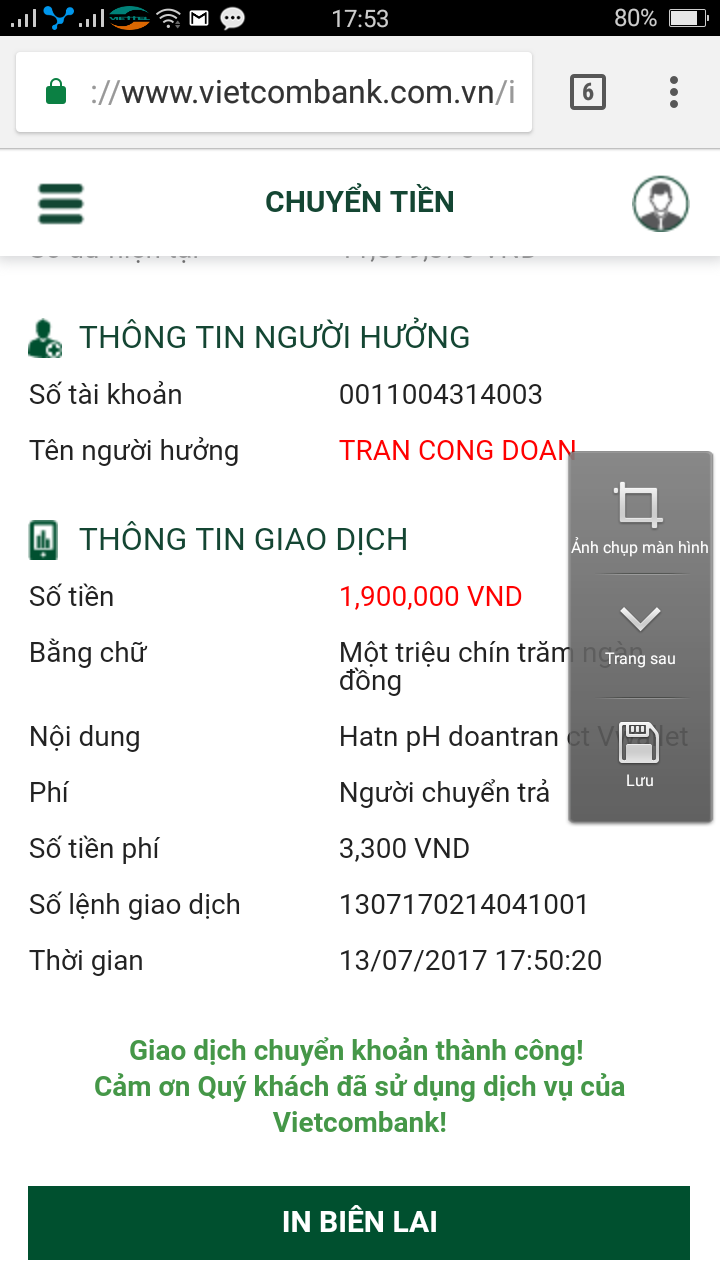 VIETTEL
17:53
80%
://www.vietcombank.com.vn/i
6
CHUYỂN TIỀN
THÔNG TIN NGƯỜI HƯỞNG
Số tài khoản 0011004314003
Tên người hưởng TRAN CONG DOAN
Ảnh chụp màn hình
THÔNG TIN GIAO DỊCH
Số tiền 1,900,000 VND
Bằng chữ Một triệu chín trăm ngàn
đồng
Trang sau
Nội dung Hatn pH doantran ct
Lưu
Phí Người chuyển trả
Số tiền phí 3,300 VND
Số lệnh giao dịch 1307170214041001
Thời gian 13/07/2017 17:50:20
Giao dịch chuyển khoản thành công!
Cảm ơn Quý khách đã sử dụng dịch vụ của
Vietcombank!
IN BIÊN LAI